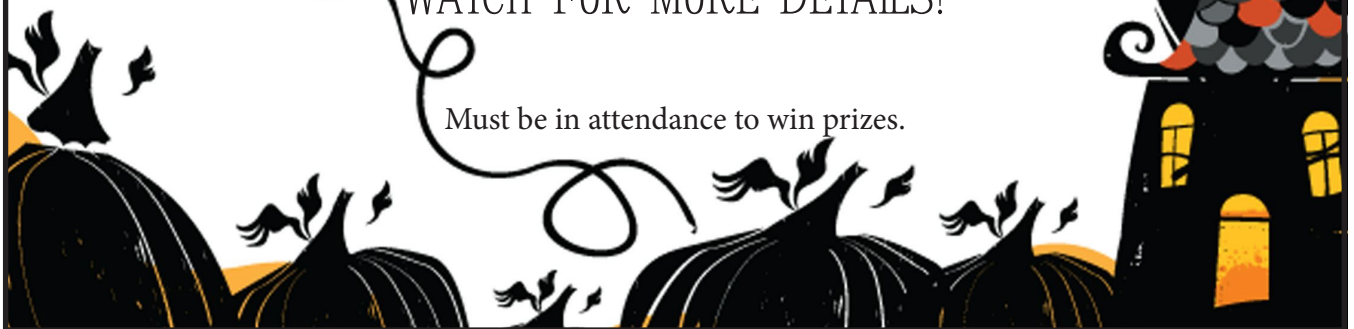 WATCH FOR MORE DETAILS!
Must be in attendance to win prizes.